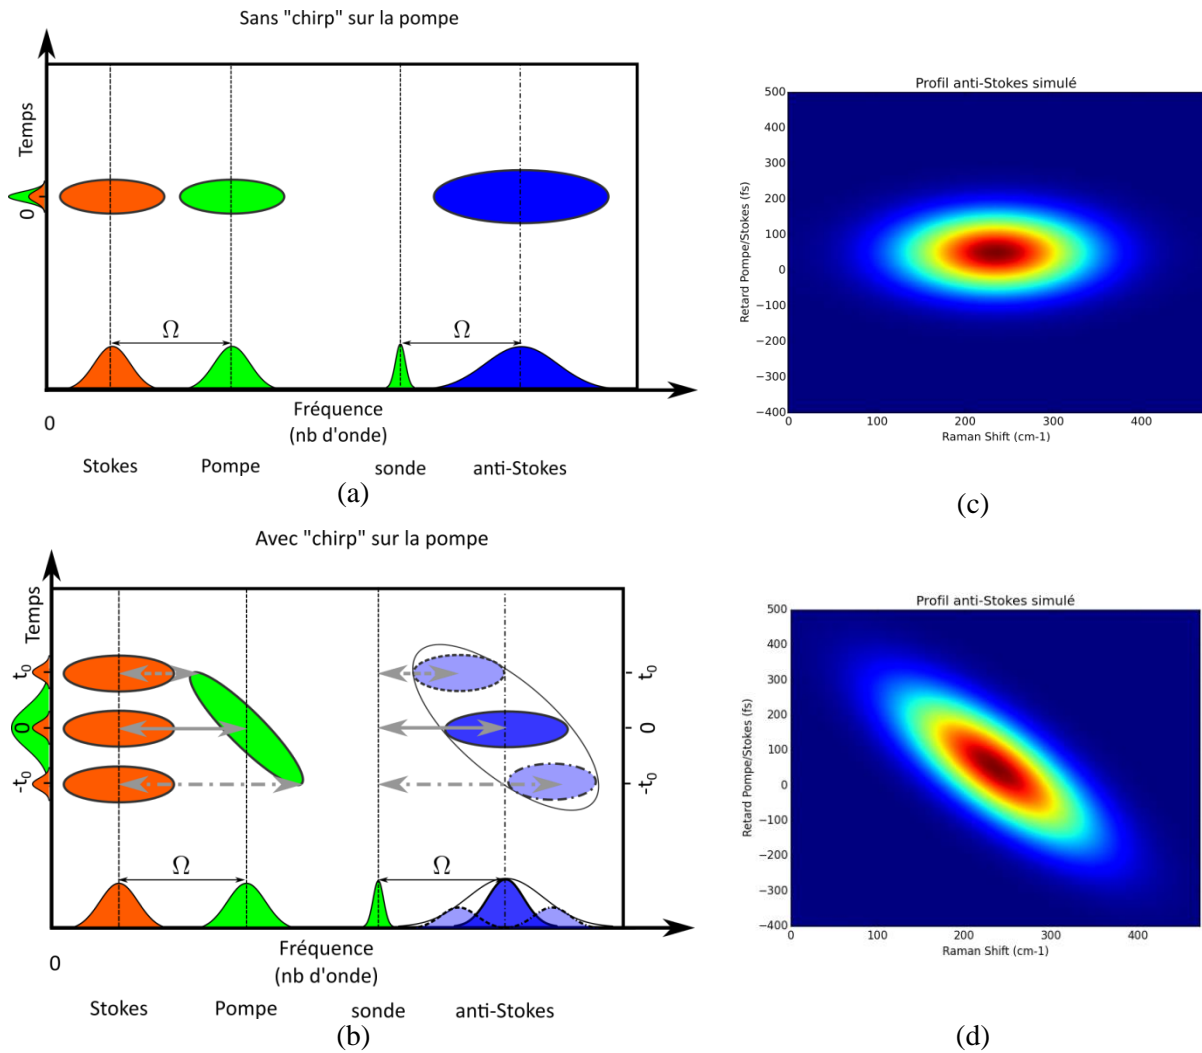 Sans "chirp" sur la pompe
Temps
0
Ω
Ω
0
Fréquence
(nb d'onde)
Stokes
Pompe
sonde
anti-Stokes
(a)
Profil anti-Stokes simulé
Retard Pompe/Stokes (fs)
500
400
300
200
100
0
−100
−200
−300
−400
0
100
200
300
400
Raman Shift (cm-1)
(c)
Avec "chirp" sur la pompe
Temps
t0
0
-t0
t0
0
-t0
Ω
Ω
0
Fréquence
(nb d'onde)
Stokes
Pompe
sonde
anti-Stokes
(b)
Profil anti-Stokes simulé
Retard Pompe/Stokes (fs)
500
400
300
200
100
0
−100
−200
−300
−400
0
100
200
300
400
Raman Shift (cm-1)
(d)